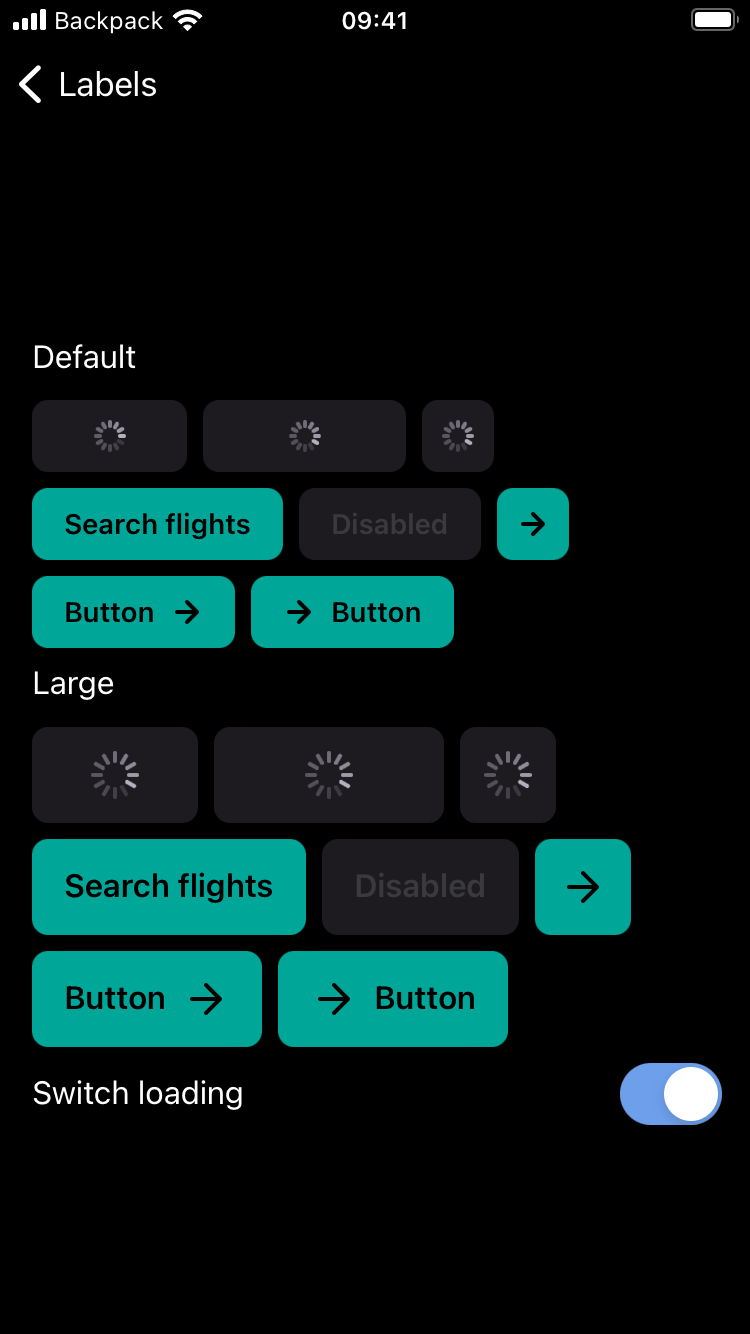 Backpack 09:41
Labels
Default
Search flights Disabled
Button Button
Large
Search flights Disabled
Button Button
Switch loading